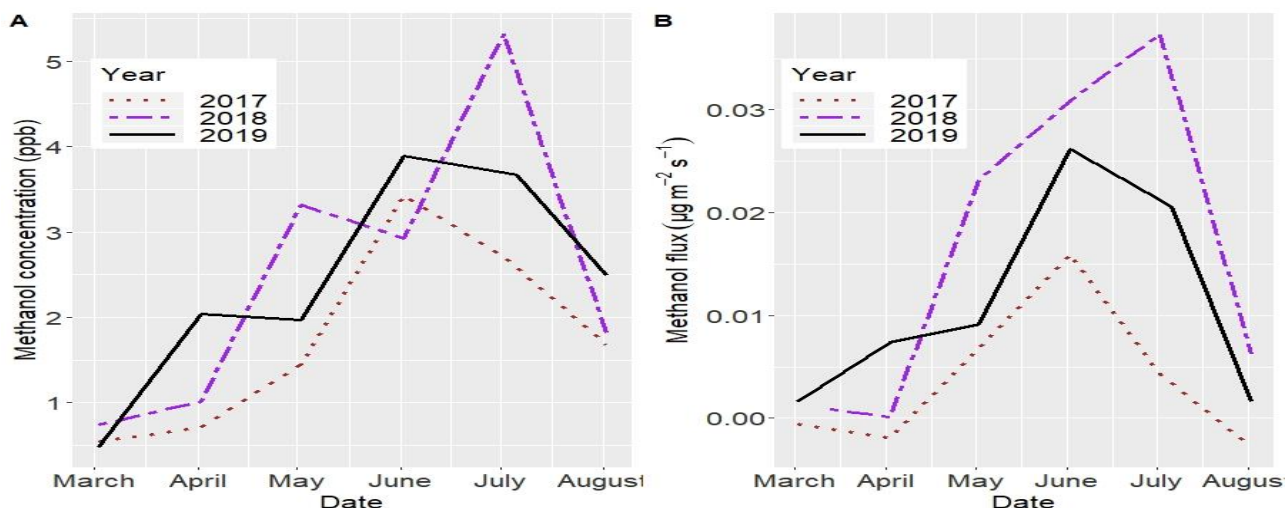 A
Methanol concentration (ppb)
5
4
3
2
1
Year
2017
2018
2019
March April May June July August
Date
B
Methanol flux (µg m⁻² s⁻¹)
0.03
0.02
0.01
0.00
Year
2017
2018
2019
March April May June July August
Date